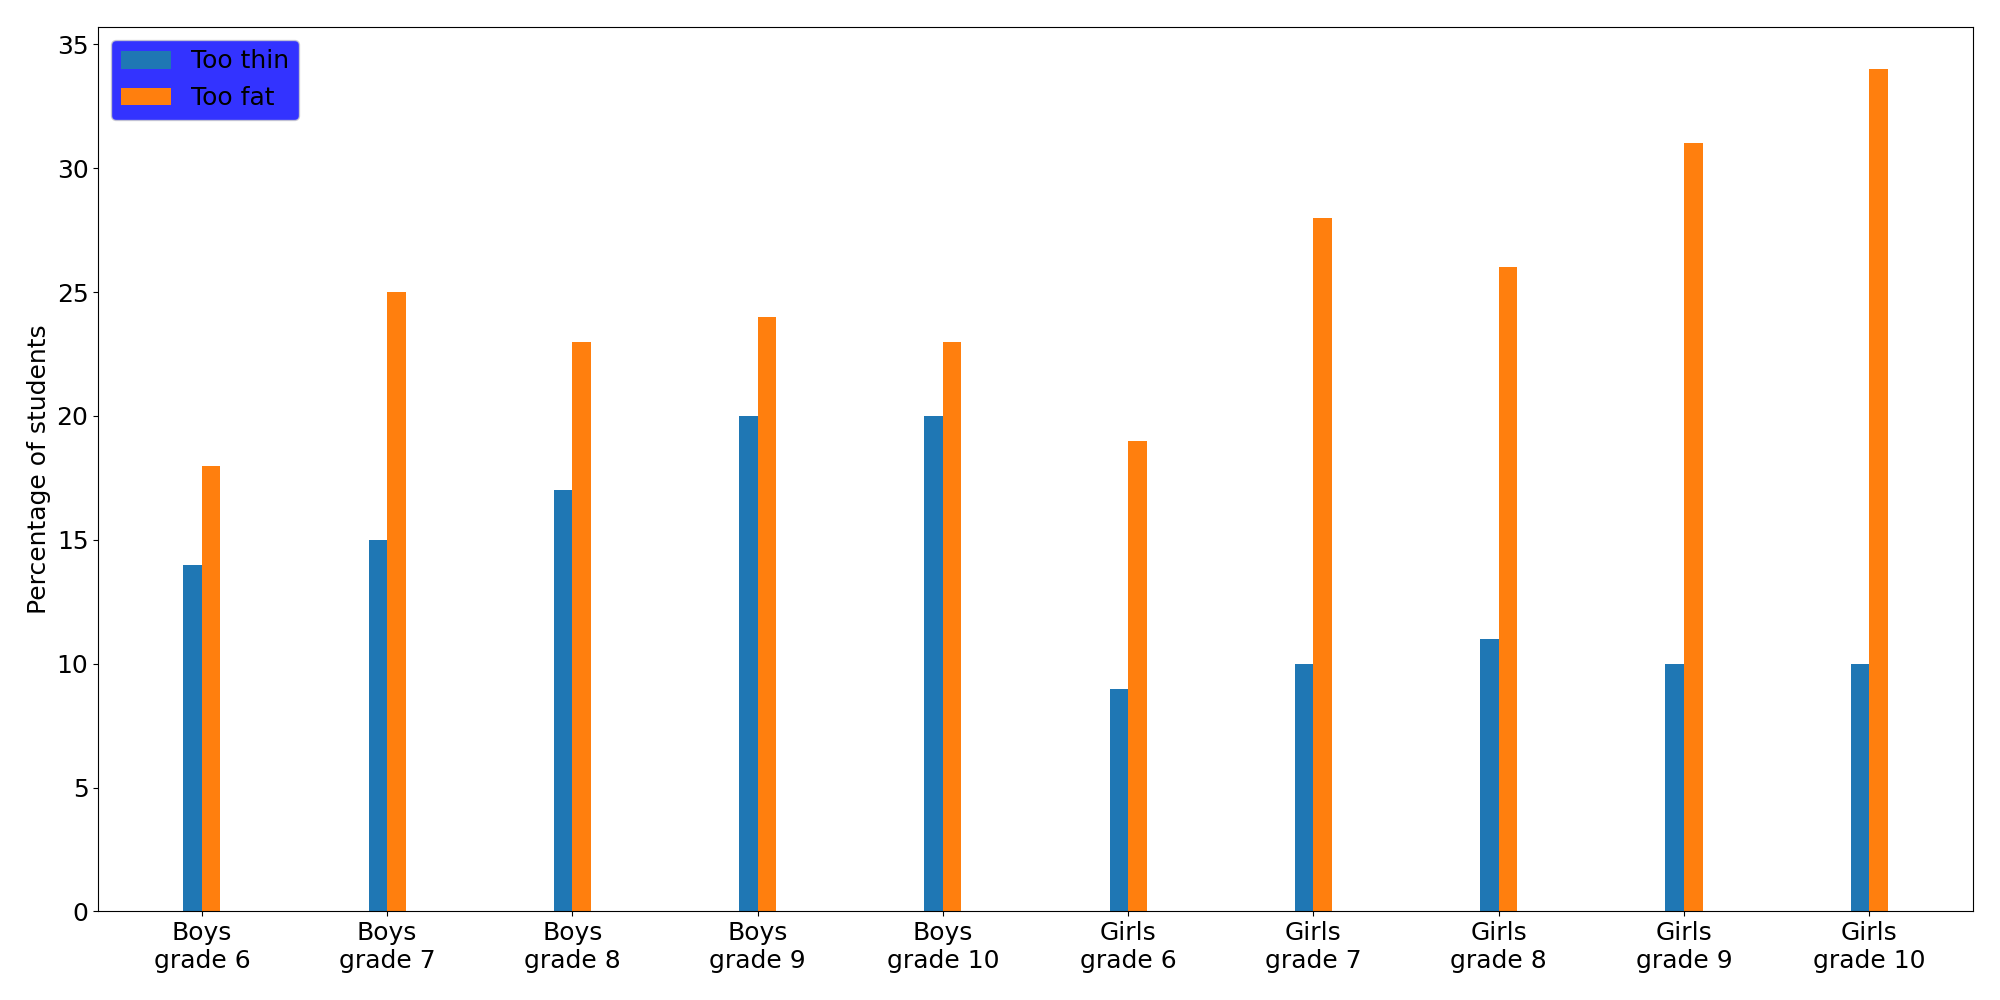 Too thin
Too fat
Percentage of students
35
30
25
20
15
10
5
0
Boys
grade 6
Boys
grade 7
Boys
grade 8
Boys
grade 9
Boys
grade 10
Girls
grade 6
Girls
grade 7
Girls
grade 8
Girls
grade 9
Girls
grade 10